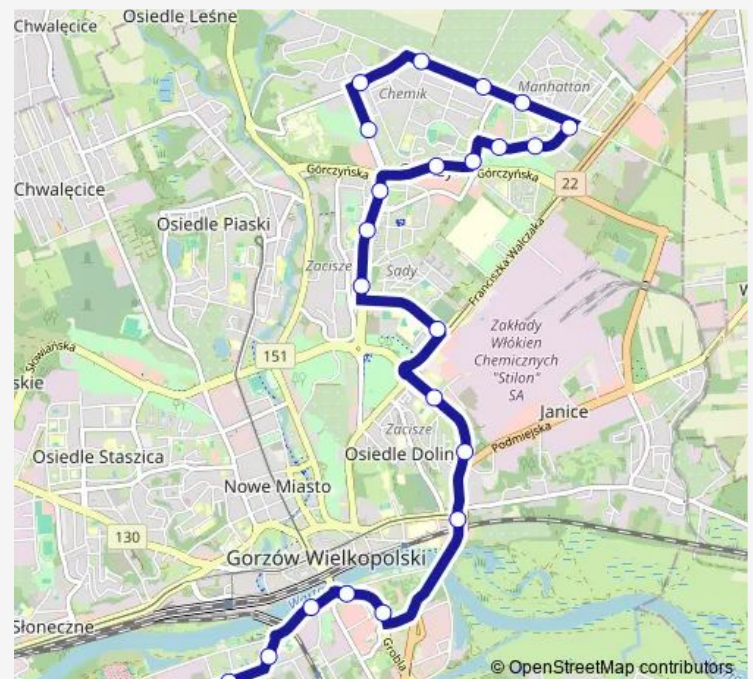 Chwalęcice
Osiedle Leśne
Chemik
Manhattan
Górczyńska
Górczyńska
22
Chwalęcice
Osiedle Piaski
Zacisze
Sady
Franciszka Walczaka
Zakłady
Włókien
Chemicznych
"Stilon"
SA
Słowiańska
151
skie
Janice
Zacisze
Podmiejska
Osiedle Staszica
Osiedle Dolin
Nowe Miasto
130
Gorzów Wielkopolski
Warta
Słoneczne
Grobla
© OpenStreetMap contributors